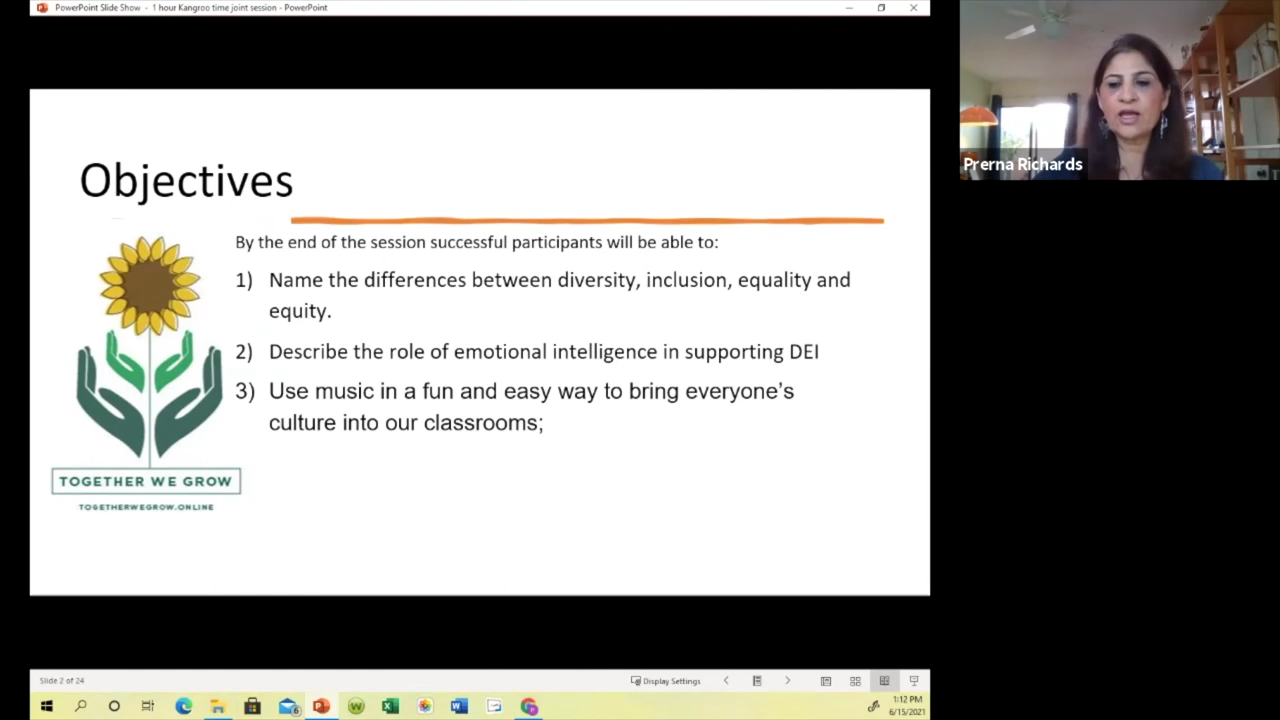 PowerPoint Slide Show - 1 hour Kangroo time joint session - PowerPoint
Prerna Richards
Objectives
By the end of the session successful participants will be able to:
1) Name the differences between diversity, inclusion, equality and
equity.
2) Describe the role of emotional intelligence in supporting DEI
3) Use music in a fun and easy way to bring everyone's
culture into our classrooms;
TOGETHER WE GROW
TOGETHERWEGROW.ONLINE
Slide 2 of 24
Display Settings
1:12 PM
6/15/2021